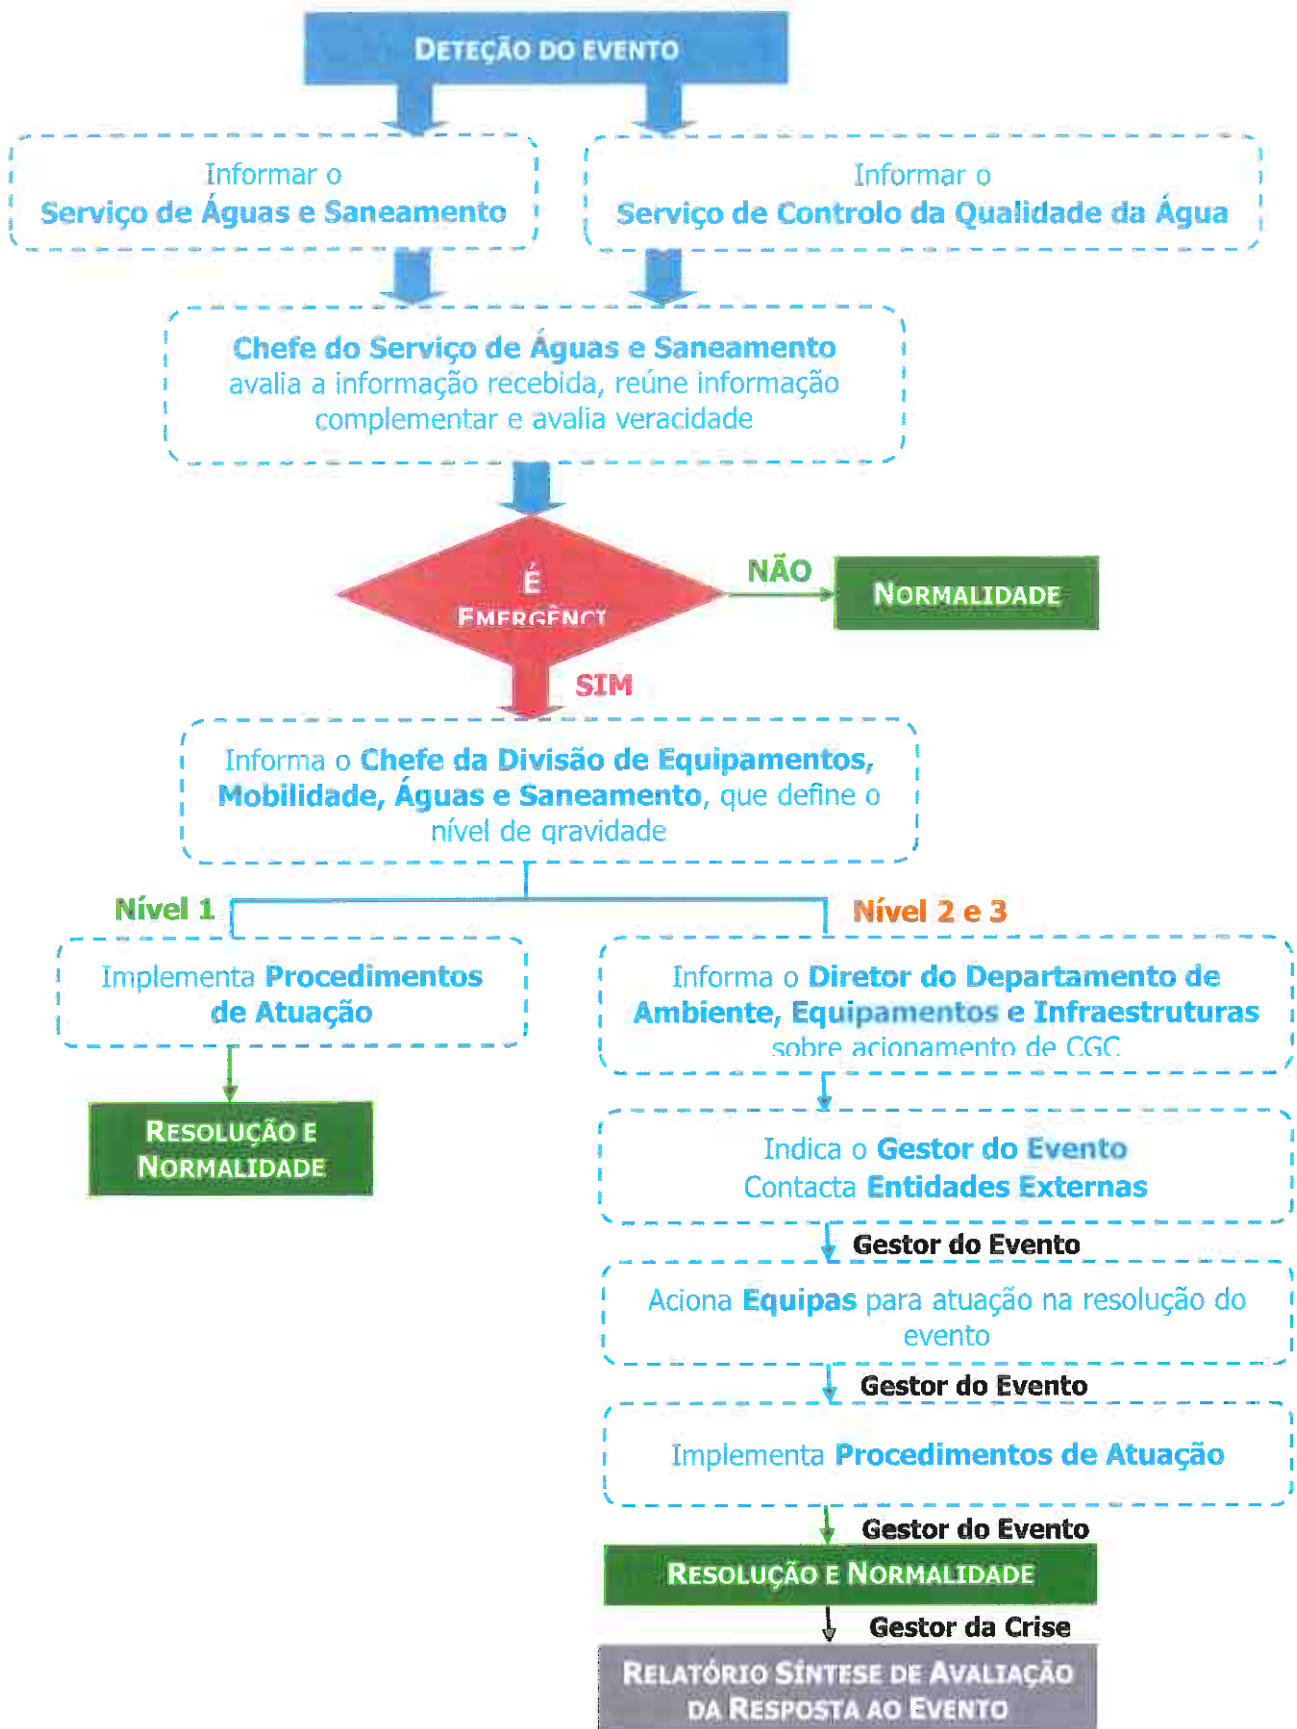 DETEÇÃO DO EVENTO
Informar o
Serviço de Águas e Saneamento
Informar o
Serviço de Controlo da Qualidade da Água
Chefe do Serviço de Águas e Saneamento
avalia a informação recebida, reúne informação
complementar e avalia veracidade
É
EMERGÊNCI
NÃO
NORMALIDADE
SIM
Informa o Chefe da Divisão de Equipamentos,
Mobilidade, Águas e Saneamento, que define o
nível de gravidade
Nível 1
Nível 2 e 3
Implementa Procedimentos
de Atuação
RESOLUÇÃO E
NORMALIDADE
Informa o Diretor do Departamento de
Ambiente, Equipamentos e Infraestruturas
sobre acionamento de CGC
Indica o Gestor do Evento
Contacta Entidades Externas
Gestor do Evento
Aciona Equipas para atuação na resolução do
evento
Gestor do Evento
Implementa Procedimentos de Atuação
Gestor do Evento
RESOLUÇÃO E NORMALIDADE
Gestor da Crise
RELATÓRIO SÍNTESE DE AVALIAÇÃO
DA RESPOSTA AO EVENTO